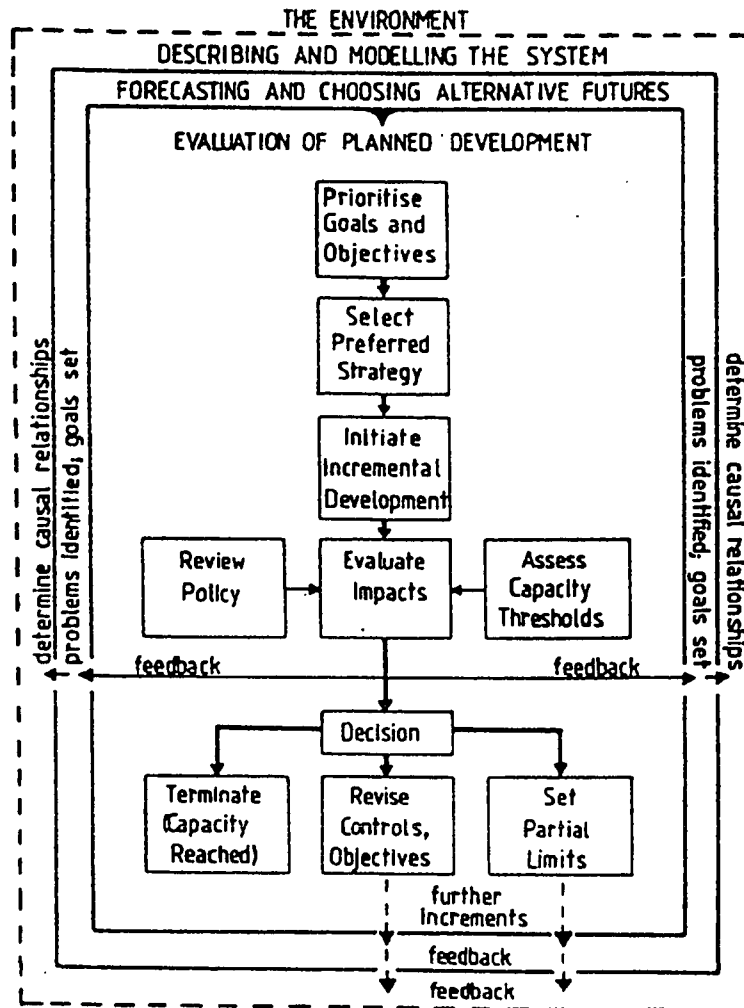 THE ENVIRONMENT
DESCRIBING AND MODELLING THE SYSTEM
FORECASTING AND CHOOSING ALTERNATIVE FUTURES
EVALUATION OF PLANNED DEVELOPMENT
Prioritise
Goals and
Objectives
Select
Preferred
Strategy
Initiate
Incremental
Development
Review
Policy
Evaluate
Impacts
Assess
Capacity
Thresholds
determine causal relationships
problems identified; goals set
problems identified; goals set
determine causal relationships
feedback
feedback
Decision
Terminate
(Capacity
Reached)
Revise
Controls,
Objectives
Set
Partial
Limits
further
increments
feedback
feedback